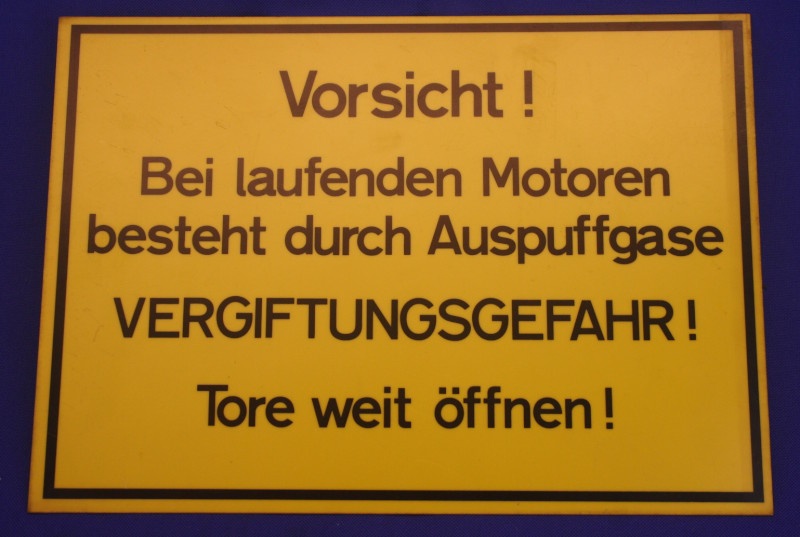 Vorsicht !
Bei laufenden Motoren
besteht durch Auspuffgase
VERGIFTUNGSGEFAHR !
Tore weit öffnen !